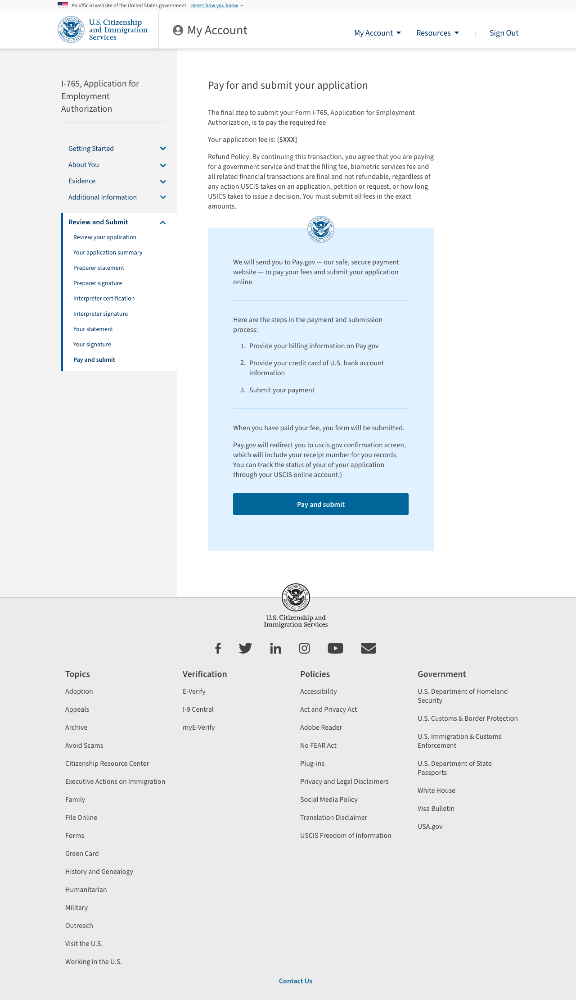 An official website of the United States government Here's how you know
U.S. Citizenship
and Immigration
Services
My Account
My Account
Resources
Sign Out
I-765, Application for
Employment
Authorization
Getting Started
About You
Evidence
Additional Information
Review and Submit
Review your application
Your application summary
Preparer statement
Preparer signature
Interpreter certification
Interpreter signature
Your statement
Your signature
Pay and submit
Pay for and submit your application
The final step to submit your Form I-765, Application for Employment
Authorization, is to pay the required fee
Your application fee is: [$XXX]
Refund Policy: By continuing this transaction, you agree that you are paying
for a government service and that the filing fee, biometric services fee and
all related financial transactions are final and not refundable, regardless of
any action USCIS takes on an application, petition or request, or how long
USICS takes to issue a decision. You must submit all fees in the exact
amounts.
U.S. DEPARTMENT OF
HOMELAND SECURITY
We will send you to Pay.gov — our safe, secure payment
website — to pay your fees and submit your application
online.
Here are the steps in the payment and submission
process:
1. Provide your billing information on Pay.gov
2. Provide your credit card of U.S. bank account
information
3. Submit your payment
When you have paid your fee, you form will be submitted.
Pay.gov will redirect you to uscis.gov confirmation screen,
which will include your receipt number for you records.
You can track the status of your of your application
through your USCIS online account.)
Pay and submit
U.S. DEPARTMENT OF
HOMELAND SECURITY
U.S. Citizenship and
Immigration Services
Topics
Adoption
Appeals
Archive
Avoid Scams
Citizenship Resource Center
Executive Actions on Immigration
Family
File Online
Forms
Green Card
History and Genealogy
Humanitarian
Military
Outreach
Visit the U.S.
Working in the U.S.
Verification
E-Verify
I-9 Central
myE-Verify
Policies
Accessibility
Act and Privacy Act
Adobe Reader
No FEAR Act
Plug-ins
Privacy and Legal Disclaimers
Social Media Policy
Translation Disclaimer
USCIS Freedom of Information
Government
U.S. Department of Homeland
Security
U.S. Customs & Border Protection
U.S. Immigration & Customs
Enforcement
U.S. Department of State
Passports
White House
Visa Bulletin
USA.gov
Contact Us